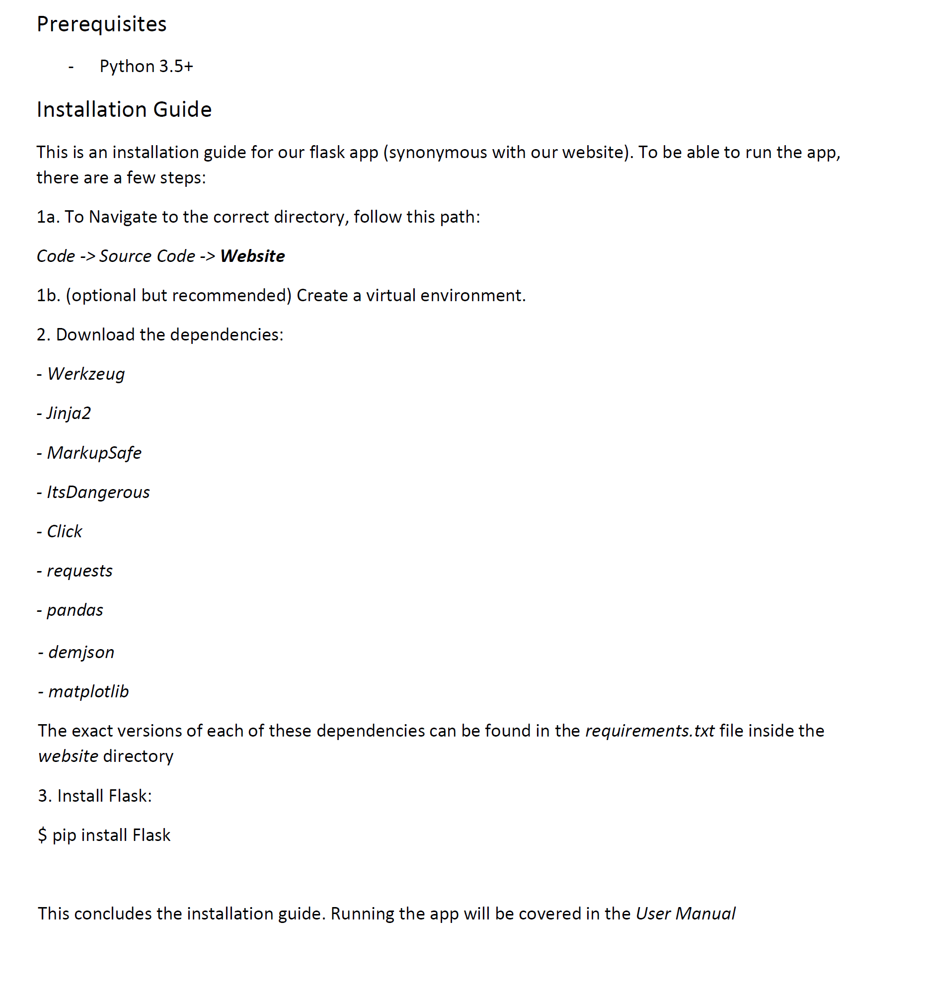 Prerequisites
- Python 3.5+
Installation Guide
This is an installation guide for our flask app (synonymous with our website). To be able to run the app,
there are a few steps:
1a. To Navigate to the correct directory, follow this path:
Code -> Source Code -> Website
1b. (optional but recommended) Create a virtual environment.
2. Download the dependencies:
- Werkzeug
- Jinja2
- MarkupSafe
- ItsDangerous
- Click
- requests
- pandas
- demjson
- matplotlib
The exact versions of each of these dependencies can be found in the requirements.txt file inside the
website directory
3. Install Flask:
$ pip install Flask
This concludes the installation guide. Running the app will be covered in the User Manual